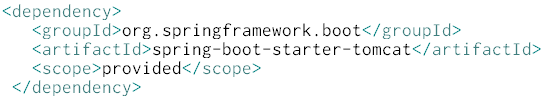 <dependency>
<groupId>org.springframework.boot</groupId>
<artifactId>spring-boot-starter-tomcat</artifactId>
<scope>provided</scope>
</dependency>